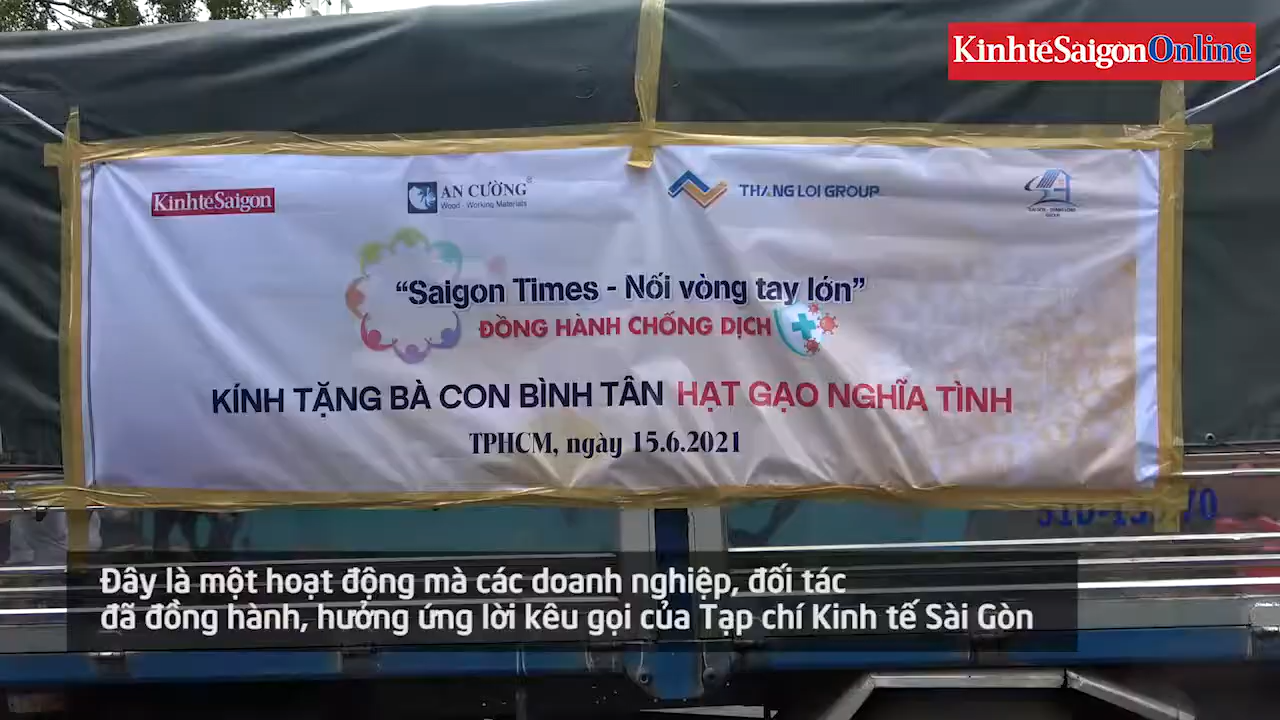 KinhtếSàigònOnline
KinhtếSàigòn
AN CƯỜNG®
Wood - Working Materials
THANG LOI GROUP
"Saigon Times - Nối vòng tay lớn"
ĐỒNG HÀNH CHỐNG DỊCH
KÍNH TẶNG BÀ CON BÌNH TÂN HẠT GẠO NGHĨA TÌNH
TPHCM, ngày 15.6.2021
Đây là một hoạt động mà các doanh nghiệp, đối tác
đã đồng hành, hưởng ứng lời kêu gọi của Tạp chí Kinh tế Sài Gòn